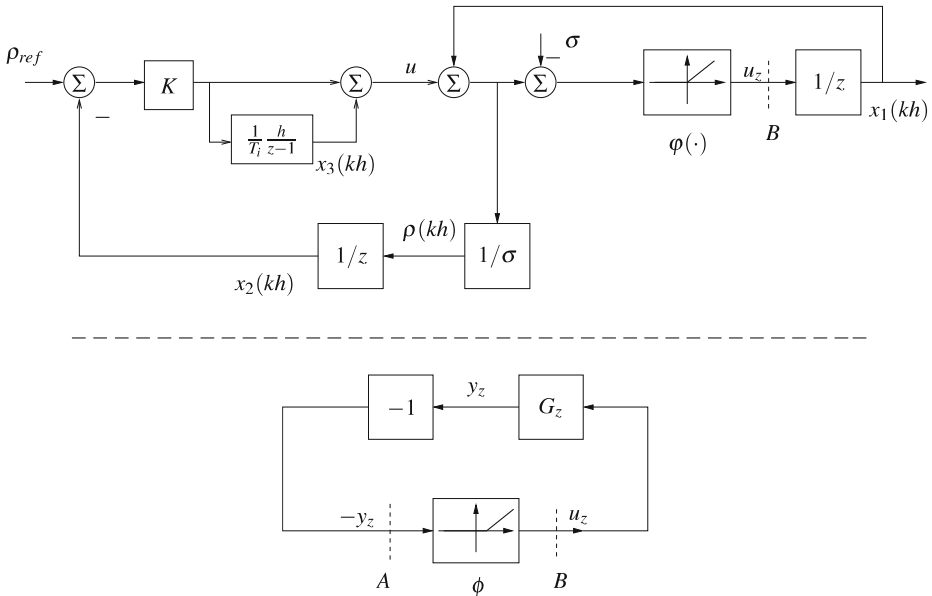 ρ_ref
Σ
−
K
1/T_i h/(z−1)
x_3(kh)
Σ
u
Σ
Σ
− σ
φ(·)
u_z
B
1/z
x_1(kh)
1/σ
ρ(kh)
1/z
x_2(kh)
−1
y_z
G_z
−y_z
A
ϕ
u_z
B